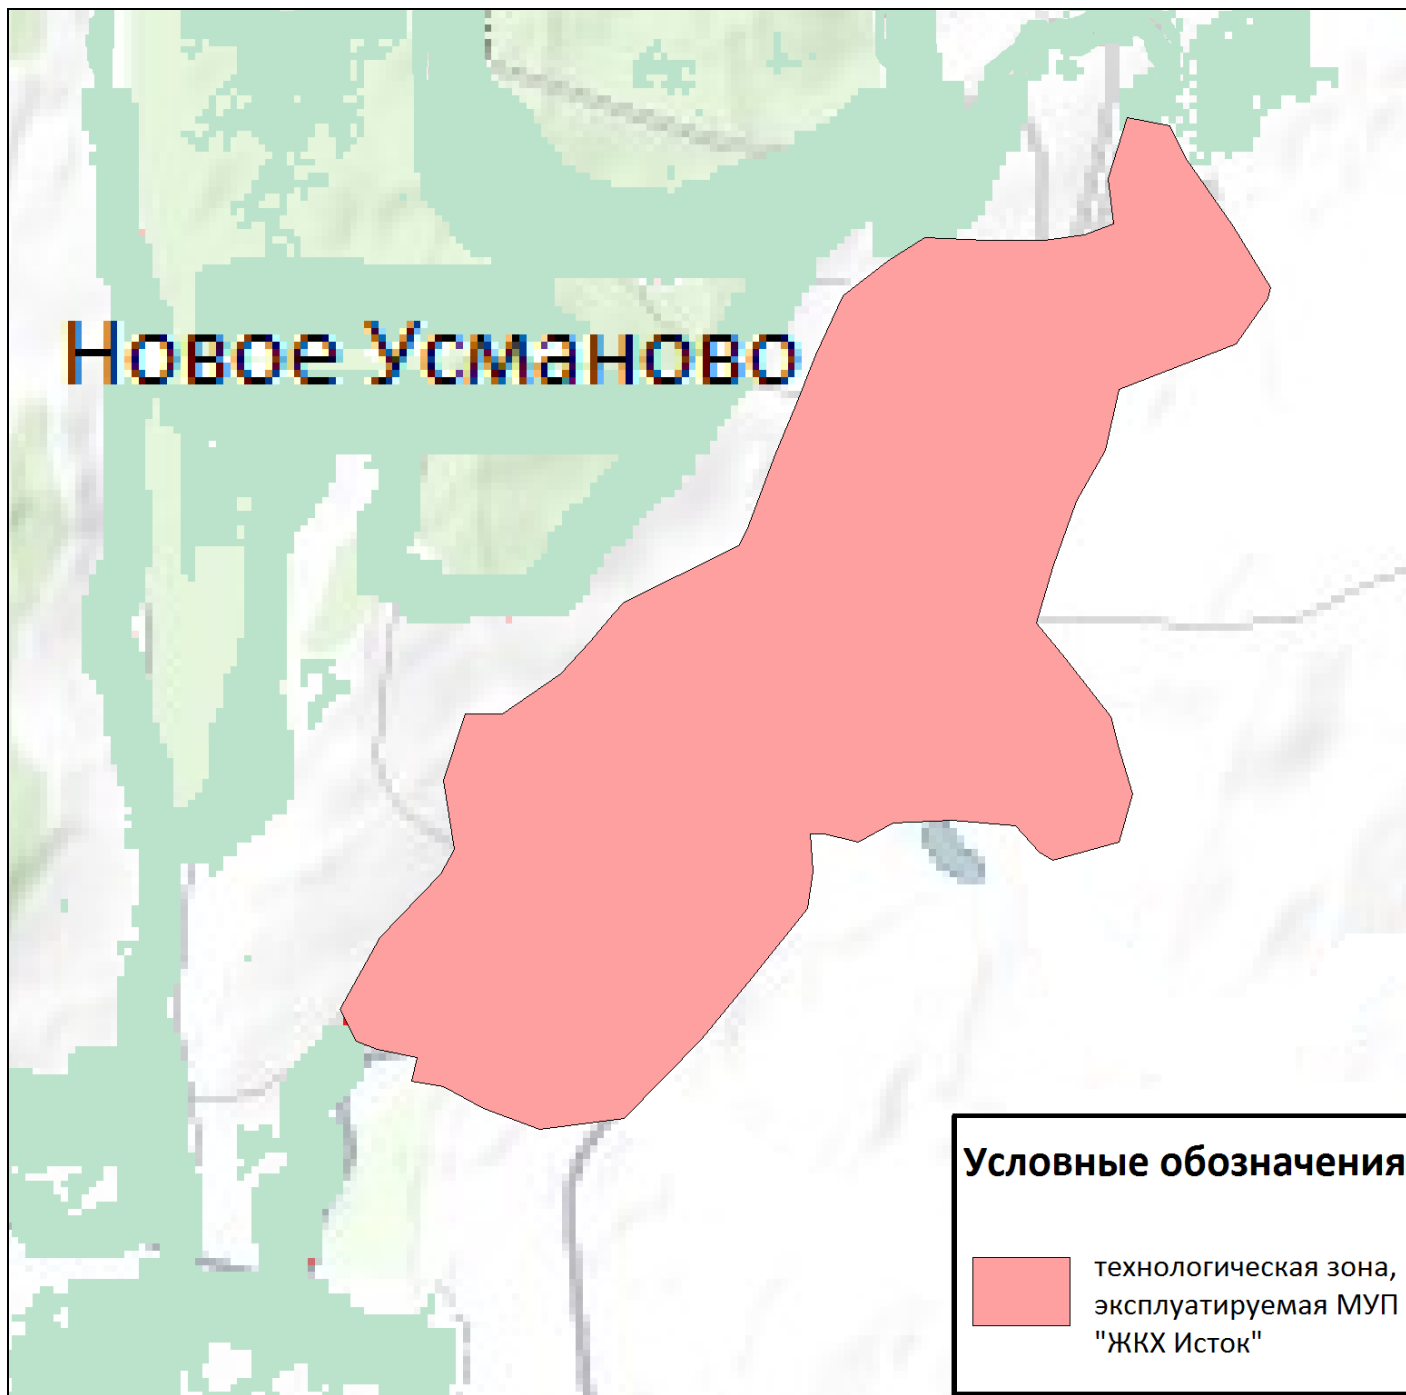 Новое Усманово
Условные обозначения
технологическая зона,
эксплуатируемая МУП
"ЖКХ Исток"